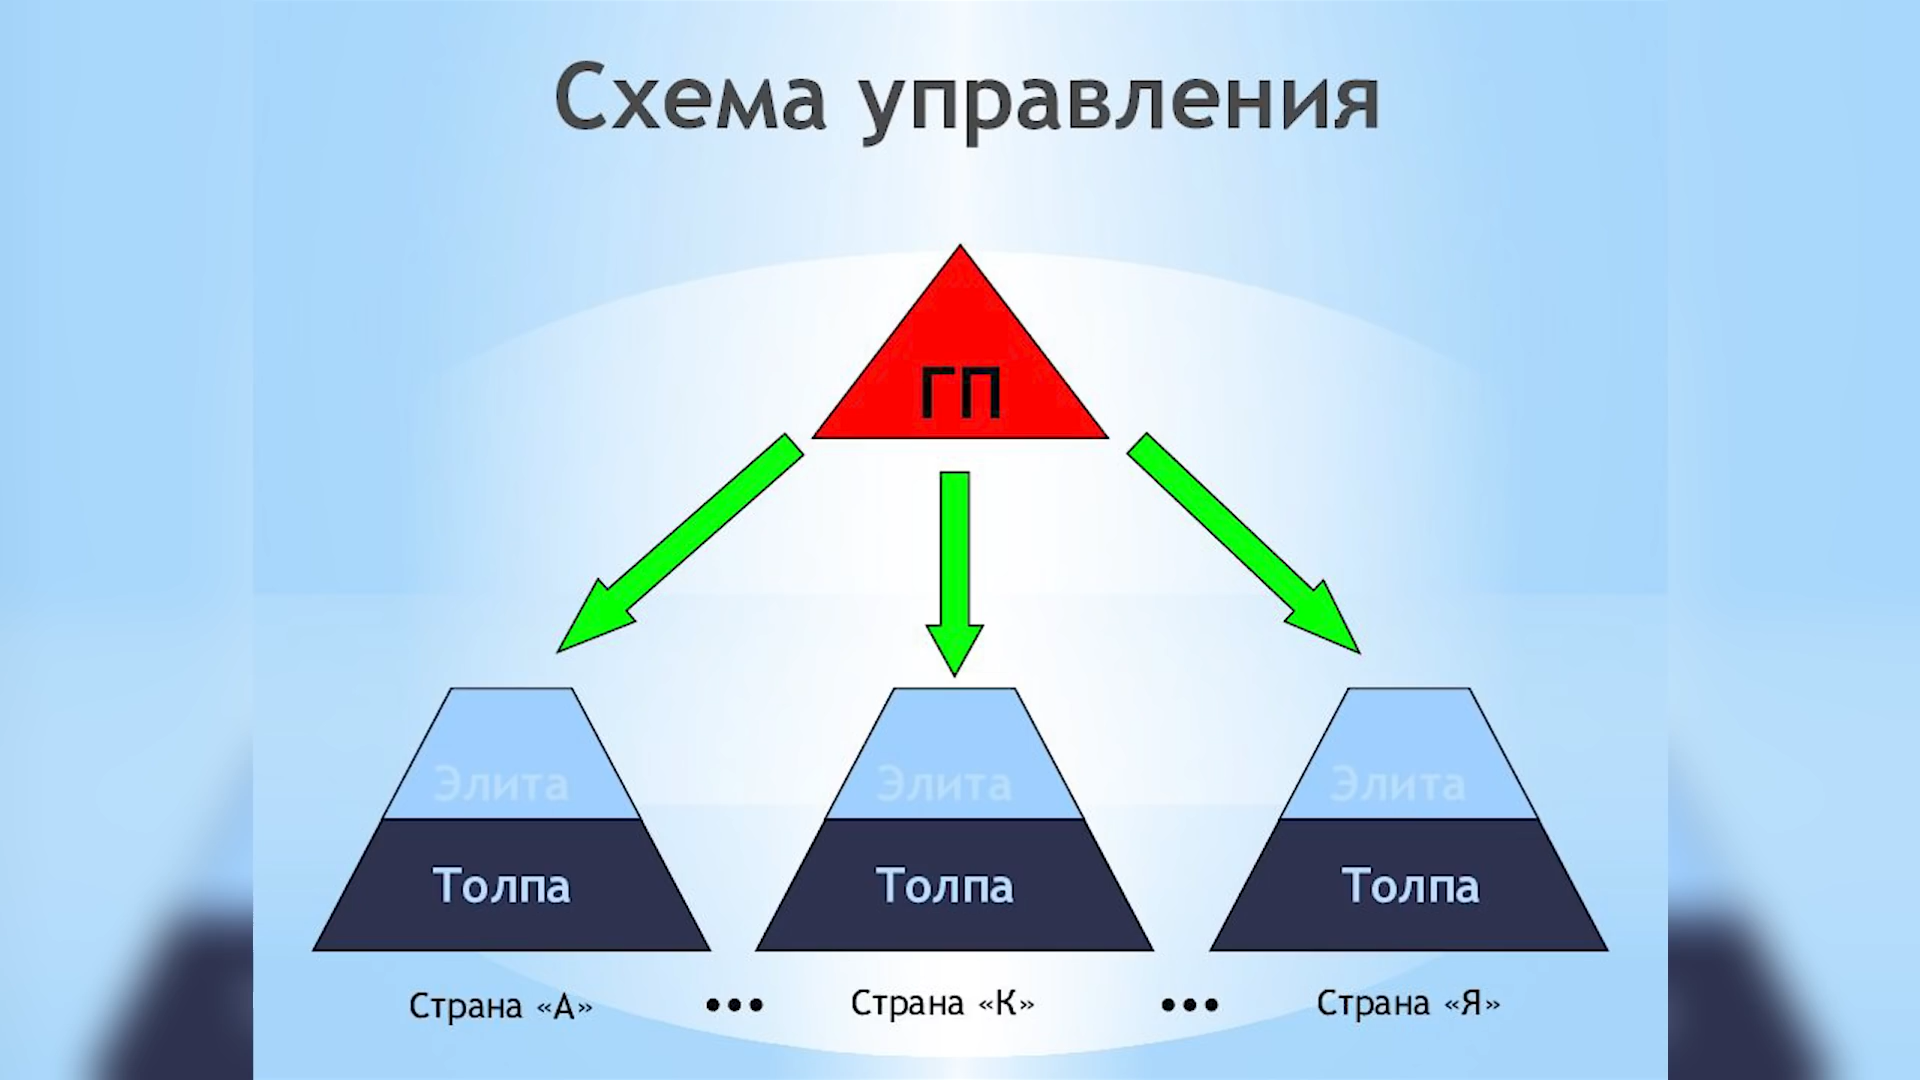 Схема управления
ГП
Элита Элита Элита
Толпа Толпа Толпа
Страна «А» ••• Страна «К» ••• Страна «Я»